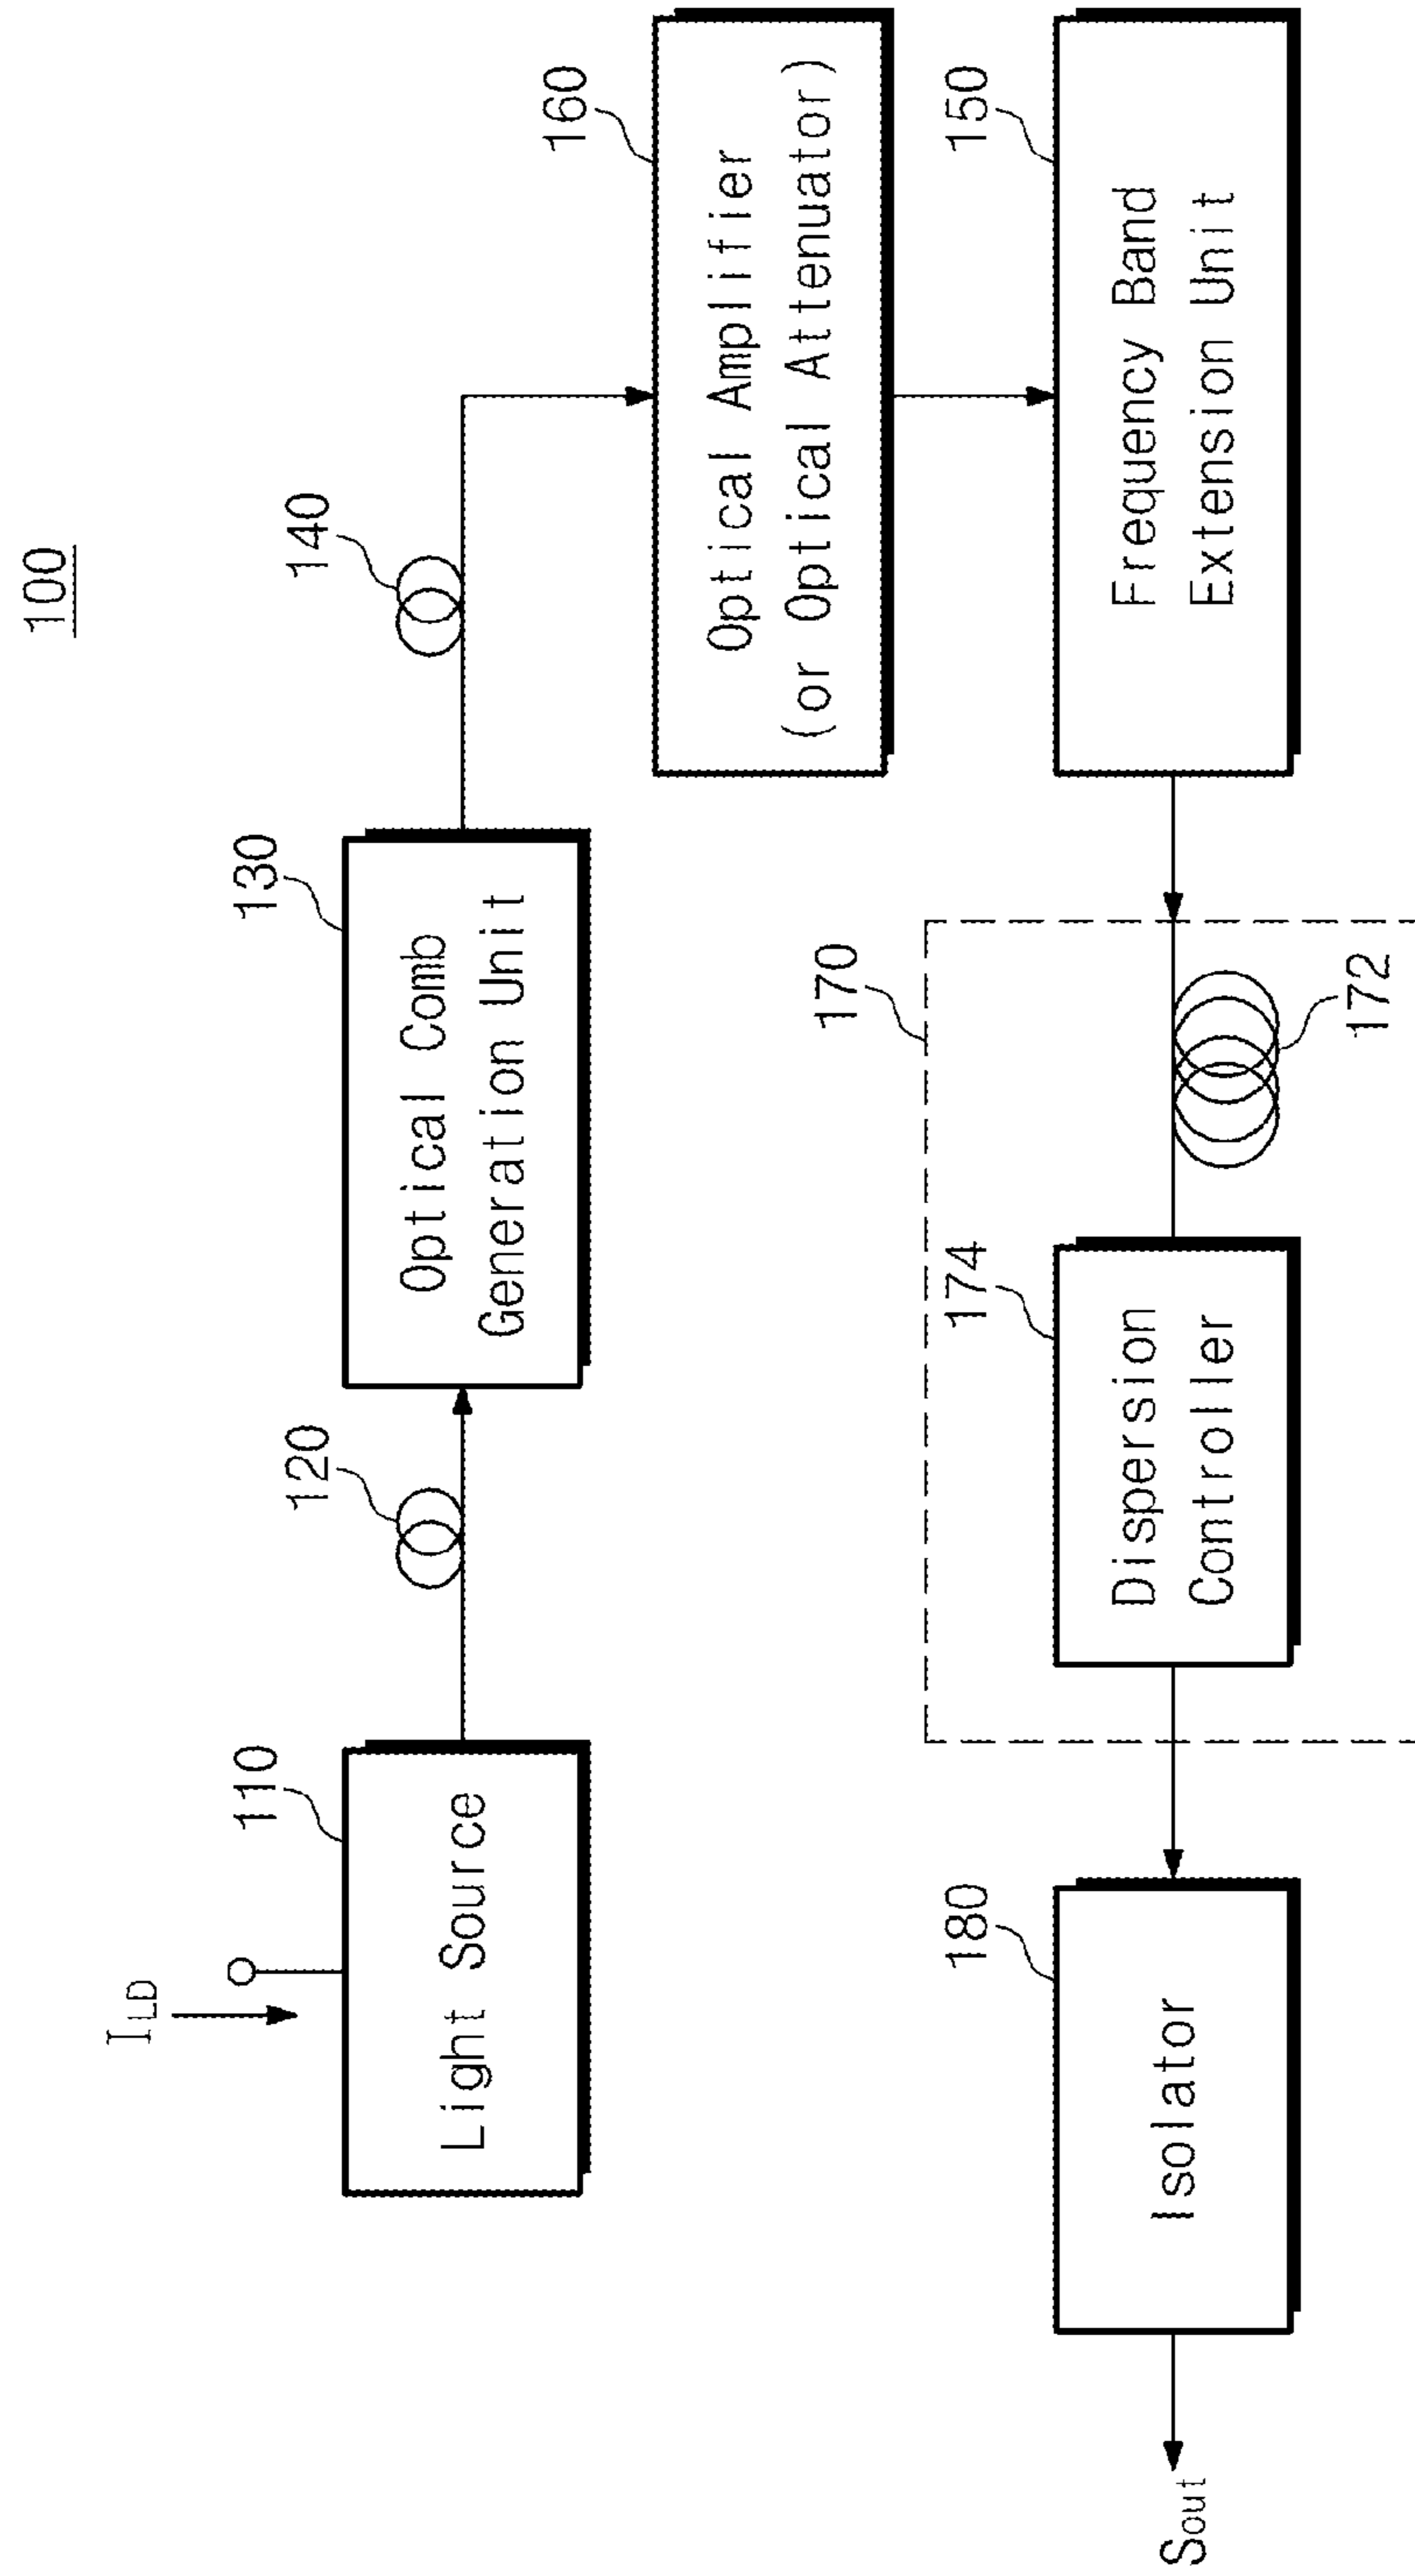 100
I_LD
110
Light Source
120
130
Optical Comb
Generation Unit
140
160
Optical Amplifier
(or Optical Attenuator)
150
Frequency Band
Extension Unit
170
172
174
Dispersion
Controller
180
Isolator
Sout